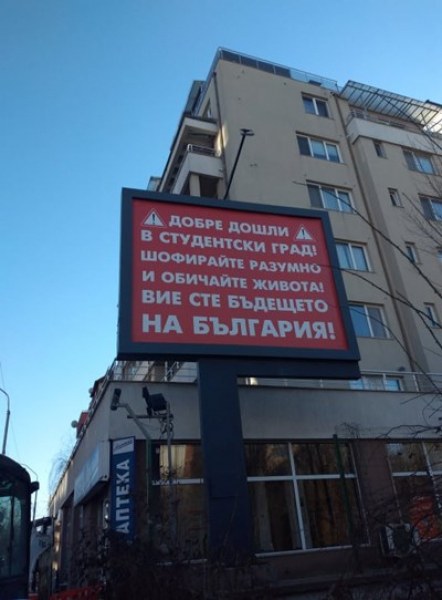 ДОБРЕ ДОШЛИ
В СТУДЕНТСКИ ГРАД!
ШОФИРАЙТЕ РАЗУМНО
И ОБИЧАЙТЕ ЖИВОТА!
ВИЕ СТЕ БЪДЕЩЕТО
НА БЪЛГАРИЯ!
АПТЕКА